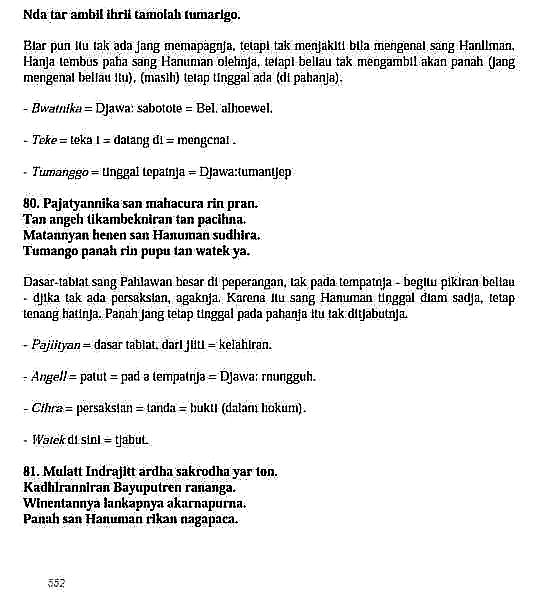 Nda tar ambil ihrii tamolah tumarigo.
Biar pun itu tak ada jang memapagnja, tetapi tak menjakiti bila mengenai sang Hanliman.
Hanja tembus paha sang Hanuman olehnja, tetapi beliau tak mengambil akan panah (jang
mengenai beliau itu), (masih) tetap tinggal ada (di pahanja).
- Bwatnika = Djawa: sabotote = Bel. alhoewel.
- Teke = teka i = datang di = mengcnai .
- Tumanggo = tinggal tepatnja = Djawa:tumantjep
80. Pajatyannika san mahacura rin pran.
Tan angeh tikambekniran tan pacihna.
Matannyan henen san Hanuman sudhira.
Tumango panah rin pupu tan watek ya.
Dasar-tabiat sang Pahlawan besar di peperangan, tak pada tempatnja - begitu pikiran beliau
- djika tak ada persaksian, agaknja. Karena itu sang Hanuman tinggal diam sadja, tetap
tenang hatinja. Panah jang tetap tinggal pada pahanja itu tak ditjabutnja.
- Pajiityan = dasar tabiat. dari jiiti = kelahiran.
- Angell = patut = pad a tempatnja = Djawa: rnungguh.
- Cihra = persaksian = tanda = bukti (dalam hokum).
- Watek di sini = tjabut.
81. Mulatt Indrajitt ardha sakrodha yar ton.
Kadhiranniran Bayuputren rananga.
Winentannya lankapnya akarnapurna.
Panah san Hanuman rikan nagapaca.
552